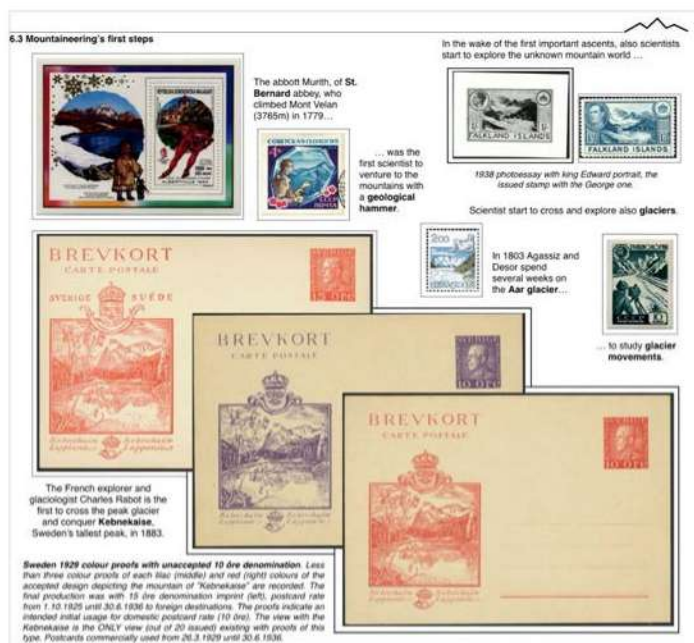 6.3 Mountaineering's first steps
The abbott Murith, of St.
Bernard abbey, who
climbed Mont Velan
(3765m) in 1779...
... was the
first scientist to
venture to the
mountains with
a geological
hammer.
In the wake of the first important ascents, also scientists
start to explore the unknown mountain world ...
FALKLAND ISLANDS
FALKLAND ISLANDS
1938 photoessay with king Edward portrait, the
issued stamp with the George one.
Scientist start to cross and explore also glaciers.
200
In 1803 Agassiz and
Desor spend
several weeks on
the Aar glacier...
... to study glacier
movements.
ALBERTVILLE
BREVKORT
CARTE POSTALE
15 ÖRE
SVERIGE SUÈDE
BREVKORT
CARTE POSTALE
SVERIGE
10 ÖRE
BREVKORT
CARTE POSTALE
10 ÖRE
The French explorer and
glaciologist Charles Rabot is the
first to cross the peak glacier
and conquer Kebnekaise,
Sweden's tallest peak, in 1883.
Sweden 1929 colour proofs with unaccepted 10 öre denomination. Less
than three colour proofs of each lilac (middle) and red (right) colours of the
accepted design depicting the mountain of "Kebnekaise" are recorded. The
final production was with 15 öre denomination imprint (left), postcard rate
from 1.10.1925 until 30.6.1936 to foreign destinations. The proofs indicate an
intended initial usage for domestic postcard rate (10 öre). The view with the
Kebnekaise is the ONLY view (out of 20 issued) existing with proofs of this
type. Postcards commercially used from 26.3.1929 until 30.6.1936.